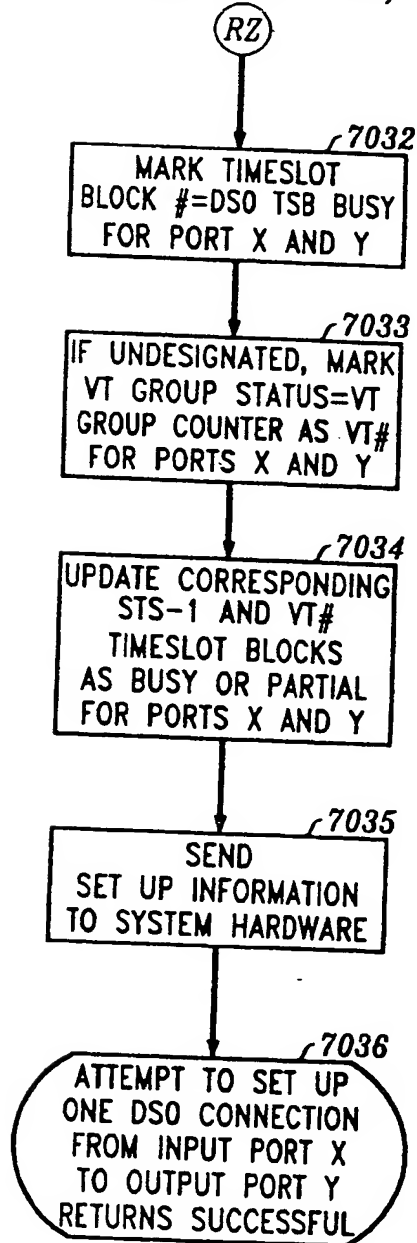 RZ
7032
MARK TIMESLOT
BLOCK #=DSO TSB BUSY
FOR PORT X AND Y
7033
IF UNDESIGNATED, MARK
VT GROUP STATUS=VT
GROUP COUNTER AS VT#
FOR PORTS X AND Y
7034
UPDATE CORRESPONDING
STS-1 AND VT#
TIMESLOT BLOCKS
AS BUSY OR PARTIAL
FOR PORTS X AND Y
7035
SEND
SET UP INFORMATION
TO SYSTEM HARDWARE
7036
ATTEMPT TO SET UP
ONE DSO CONNECTION
FROM INPUT PORT X
TO OUTPUT PORT Y
RETURNS SUCCESSFUL